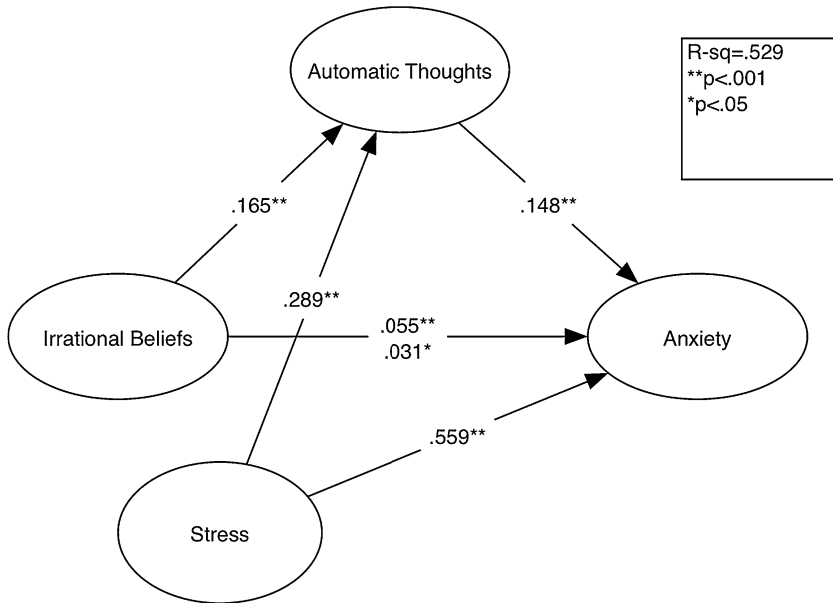 Automatic Thoughts
R-sq=.529
**p<.001
*p<.05
.165**
.148**
.289**
Irrational Beliefs
.055**
.031*
Anxiety
.559**
Stress